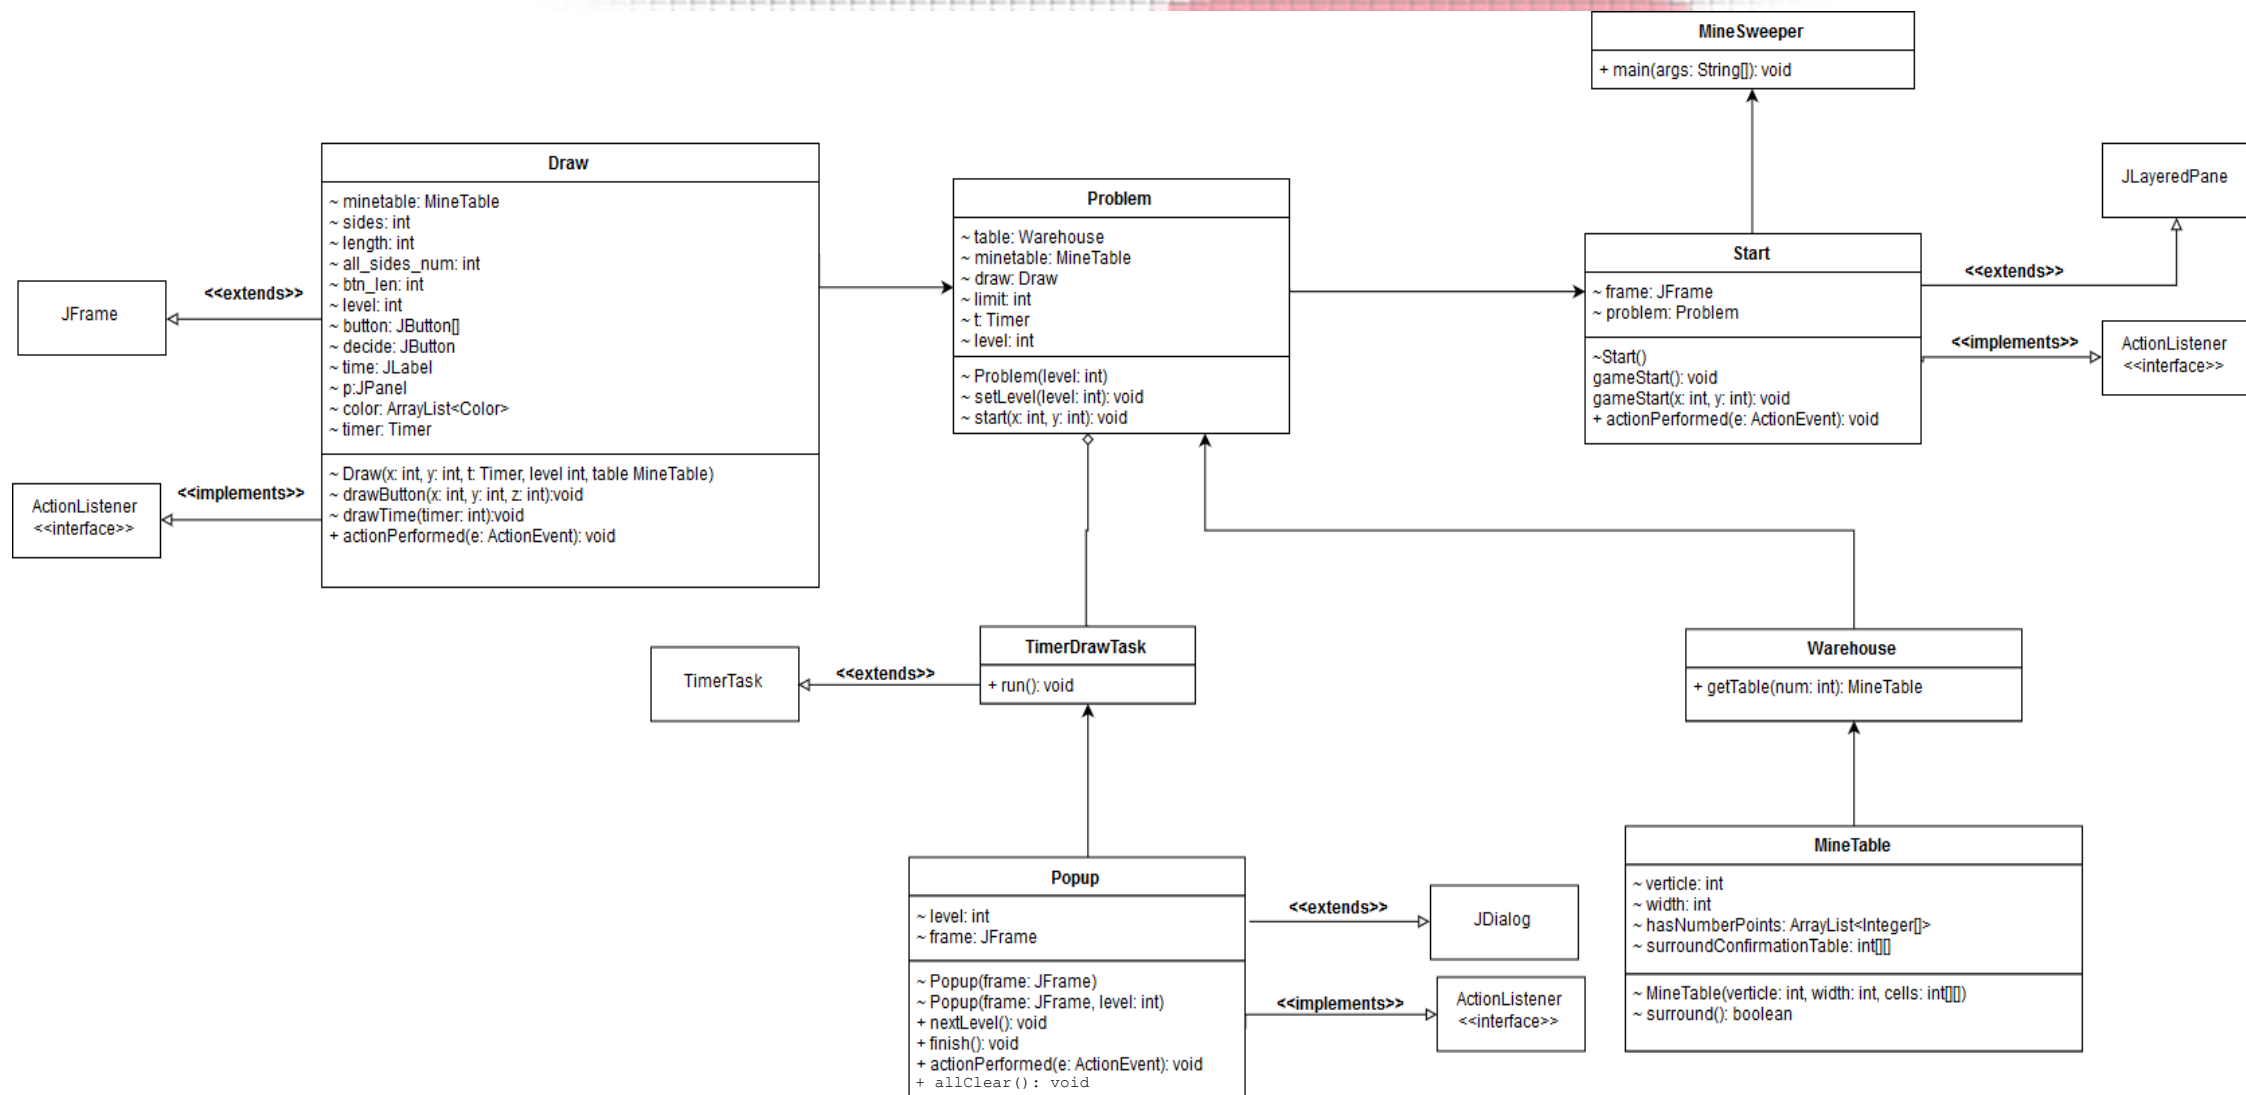 MineSweeper
+ main(args: String[]): void
Draw
~ minetable: MineTable
~ sides: int
~ length: int
~ all_sides_num: int
~ btn_len: int
~ level: int
~ button: JButton[]
~ decide: JButton
~ time: JLabel
~ p:JPanel
~ color: ArrayList<Color>
~ timer: Timer
~ Draw(x: int, y: int, t: Timer, level int, table MineTable)
~ drawButton(x: int, y: int, z: int):void
~ drawTime(timer: int):void
+ actionPerformed(e: ActionEvent): void
<<extends>>
JFrame
<<implements>>
ActionListener
<<interface>>
Problem
~ table: Warehouse
~ minetable: MineTable
~ draw: Draw
~ limit: int
~ t: Timer
~ level: int
~ Problem(level: int)
~ setLevel(level: int): void
~ start(x: int, y: int): void
Start
~ frame: JFrame
~ problem: Problem
~Start()
gameStart(): void
gameStart(x: int, y: int): void
+ actionPerformed(e: ActionEvent): void
JLayeredPane
<<extends>>
<<implements>>
ActionListener
<<interface>>
TimerDrawTask
+ run(): void
<<extends>>
TimerTask
Warehouse
+ getTable(num: int): MineTable
MineTable
~ verticle: int
~ width: int
~ hasNumberPoints: ArrayList<Integer[]>
~ surroundConfirmationTable: int[][]
~ MineTable(verticle: int, width: int, cells: int[][])
~ surround(): boolean
Popup
~ level: int
~ frame: JFrame
~ Popup(frame: JFrame)
~ Popup(frame: JFrame, level: int)
+ nextLevel(): void
+ finish(): void
+ actionPerformed(e: ActionEvent): void
+ allClear(): void
<<extends>>
JDialog
<<implements>>
ActionListener
<<interface>>